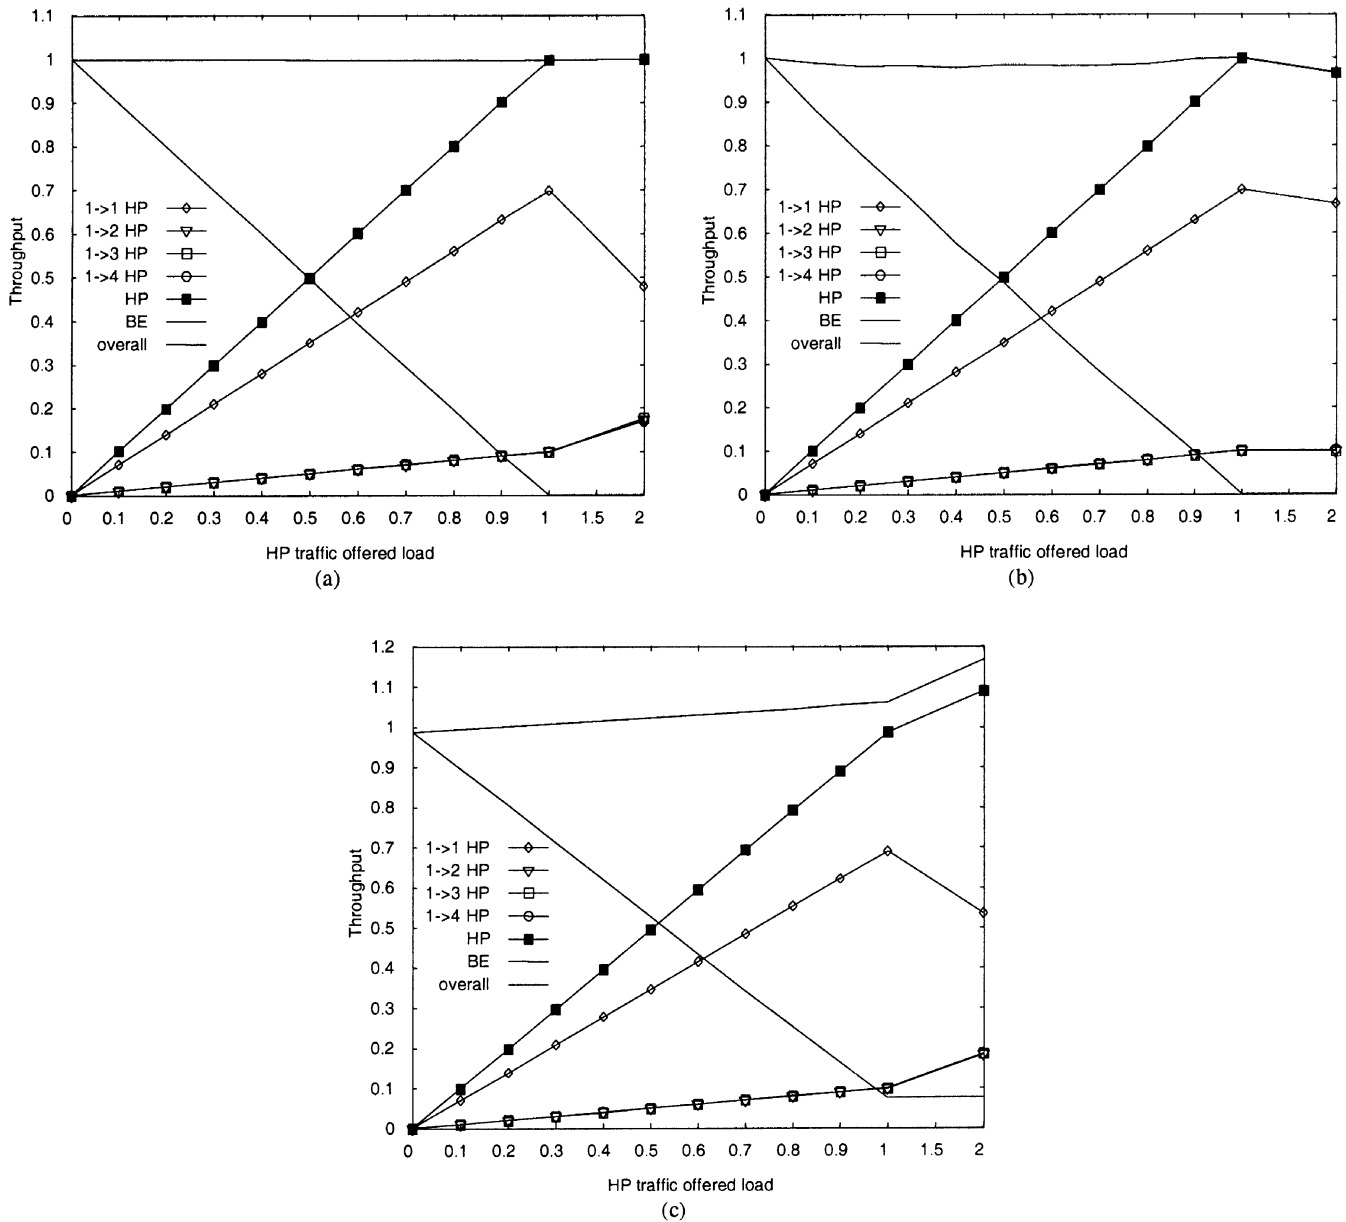 1.1
1
0.9
0.8
0.7
0.6
0.5
0.4
0.3
0.2
0.1
0
Throughput
1->1 HP
1->2 HP
1->3 HP
1->4 HP
HP
BE
overall
0 0.1 0.2 0.3 0.4 0.5 0.6 0.7 0.8 0.9 1 1.5 2
HP traffic offered load
(a)
1.1
1
0.9
0.8
0.7
0.6
0.5
0.4
0.3
0.2
0.1
0
Throughput
1->1 HP
1->2 HP
1->3 HP
1->4 HP
HP
BE
overall
0 0.1 0.2 0.3 0.4 0.5 0.6 0.7 0.8 0.9 1 1.5 2
HP traffic offered load
(b)
1.2
1.1
1
0.9
0.8
0.7
0.6
0.5
0.4
0.3
0.2
0.1
0
Throughput
1->1 HP
1->2 HP
1->3 HP
1->4 HP
HP
BE
overall
0 0.1 0.2 0.3 0.4 0.5 0.6 0.7 0.8 0.9 1 1.5 2
HP traffic offered load
(c)